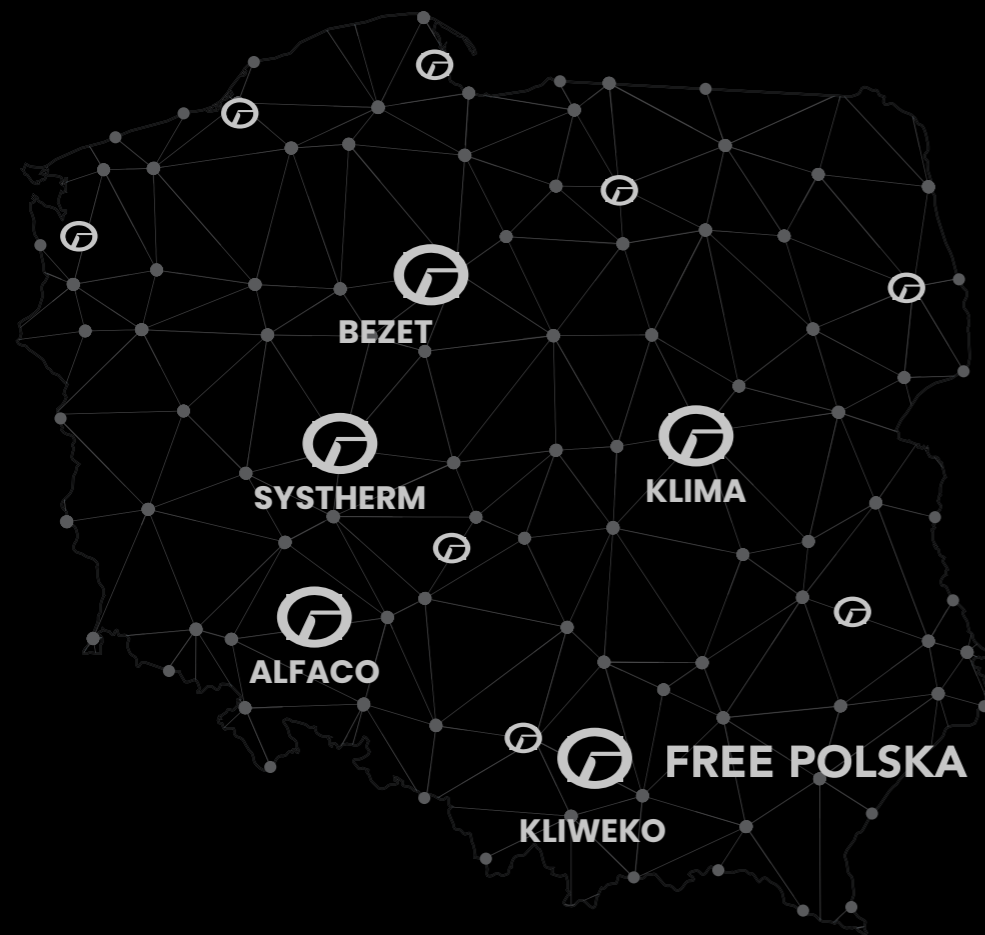 BEZET
SYSTHERM
KLIMA
ALFACO
FREE POLSKA
KLIWEKO